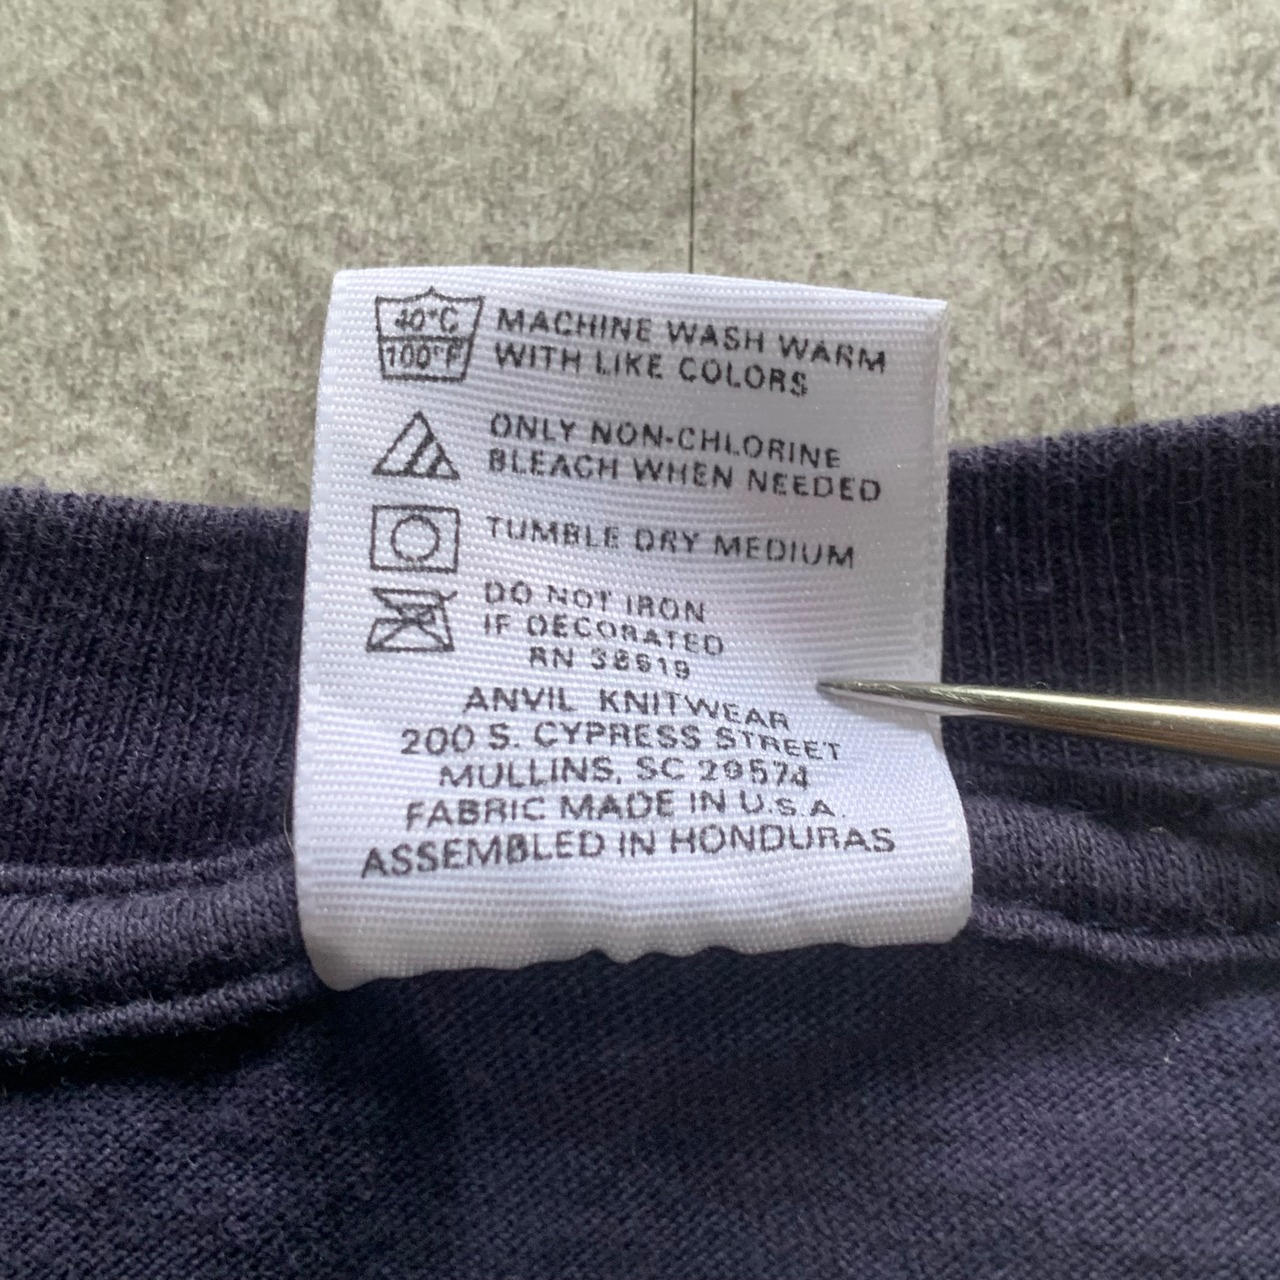 40°C
100°F
MACHINE WASH WARM
WITH LIKE COLORS
ONLY NON-CHLORINE
BLEACH WHEN NEEDED
TUMBLE DRY MEDIUM
DO NOT IRON
IF DECORATED
RN
ANVIL KNITWEAR
200 S. CYPRESS STREET
MULLINS, SC 29574
FABRIC MADE IN U.S.A.
ASSEMBLED IN HONDURAS